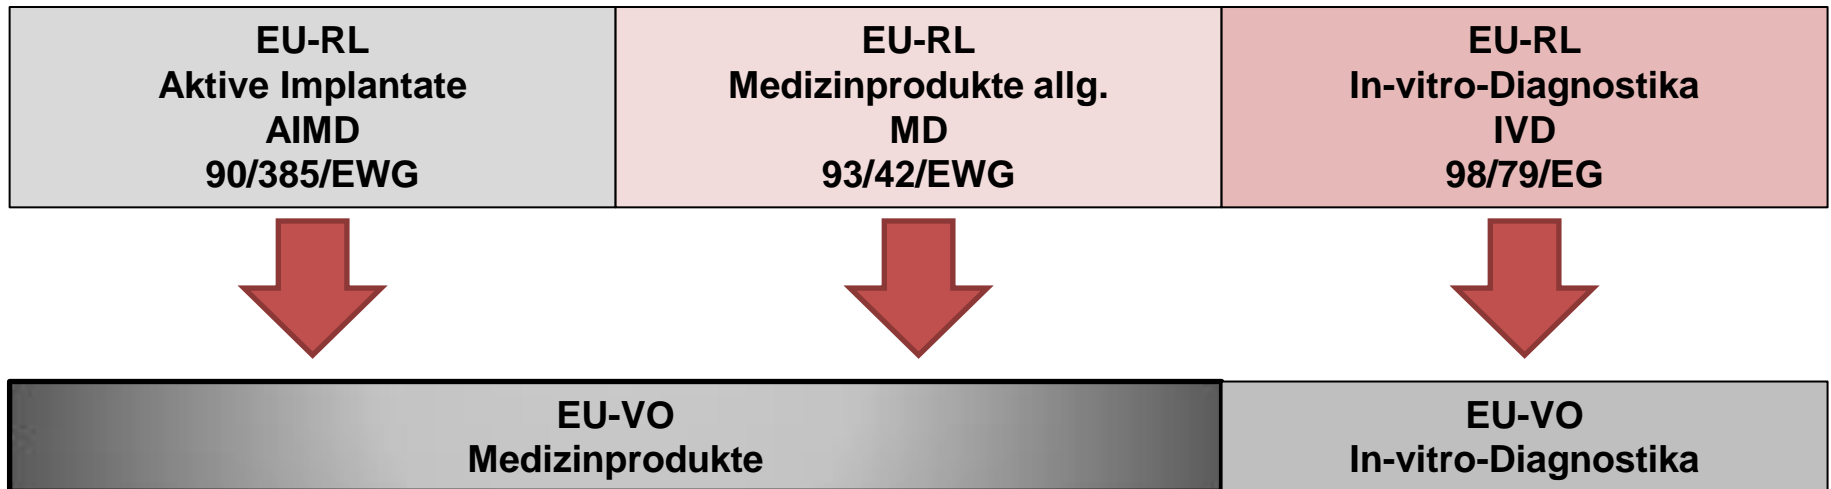 EU-RL
Aktive Implantate
AIMD
90/385/EWG
EU-RL
Medizinprodukte allg.
MD
93/42/EWG
EU-RL
In-vitro-Diagnostika
IVD
98/79/EG
EU-VO
Medizinprodukte
EU-VO
In-vitro-Diagnostika